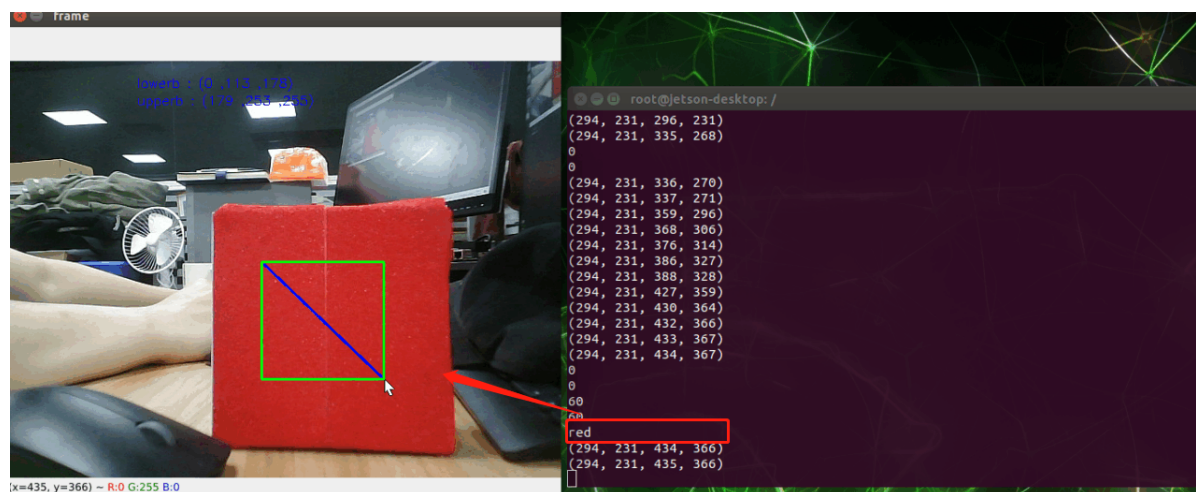 frame
lowerb : (0 ,113 ,178)
upperb : (179 ,253 ,255)
(x=435, y=366) ~ R:0 G:255 B:0
root@jetson-desktop: /
(294, 231, 296, 231)
(294, 231, 335, 268)
0
0
(294, 231, 336, 270)
(294, 231, 337, 271)
(294, 231, 359, 296)
(294, 231, 368, 306)
(294, 231, 376, 314)
(294, 231, 386, 327)
(294, 231, 388, 328)
(294, 231, 427, 359)
(294, 231, 430, 364)
(294, 231, 432, 366)
(294, 231, 433, 367)
(294, 231, 434, 367)
0
0
60
60
red
(294, 231, 434, 366)
(294, 231, 435, 366)